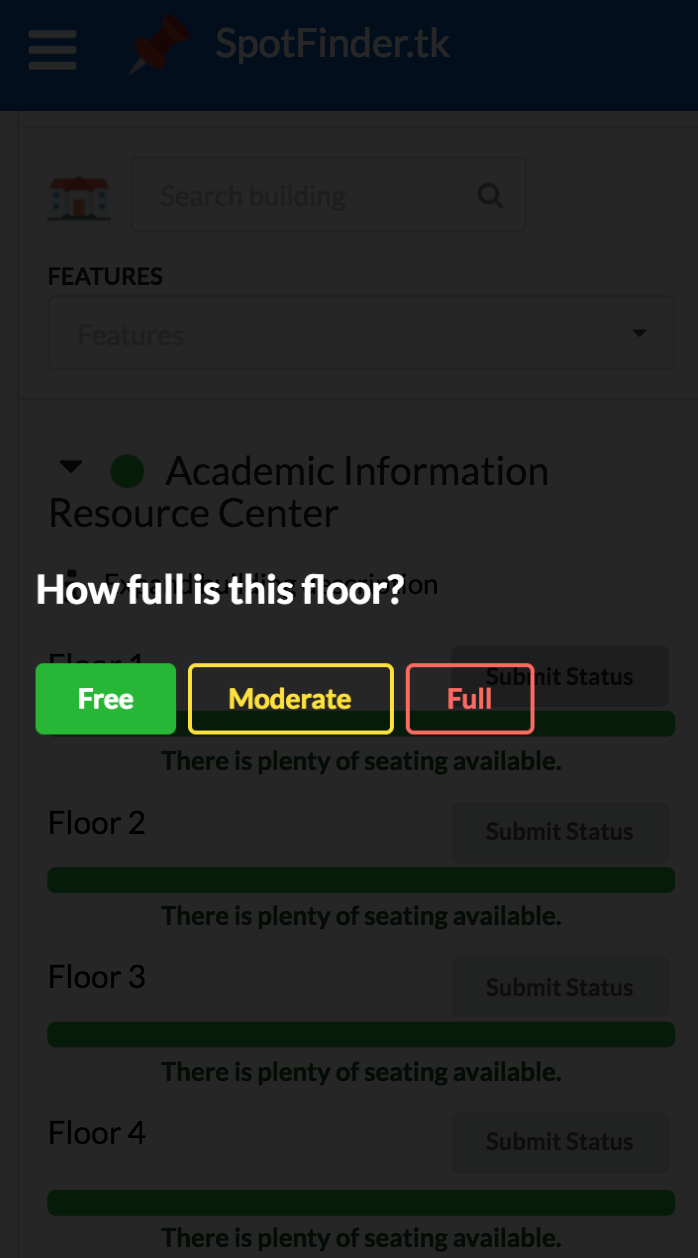 SpotFinder.tk
Search building
FEATURES
Features
Academic Information
Resource Center
Expand building description
How full is this floor?
Floor 1
Submit Status
Free
Moderate
Full
There is plenty of seating available.
Floor 2
Submit Status
There is plenty of seating available.
Floor 3
Submit Status
There is plenty of seating available.
Floor 4
Submit Status
There is plenty of seating available.